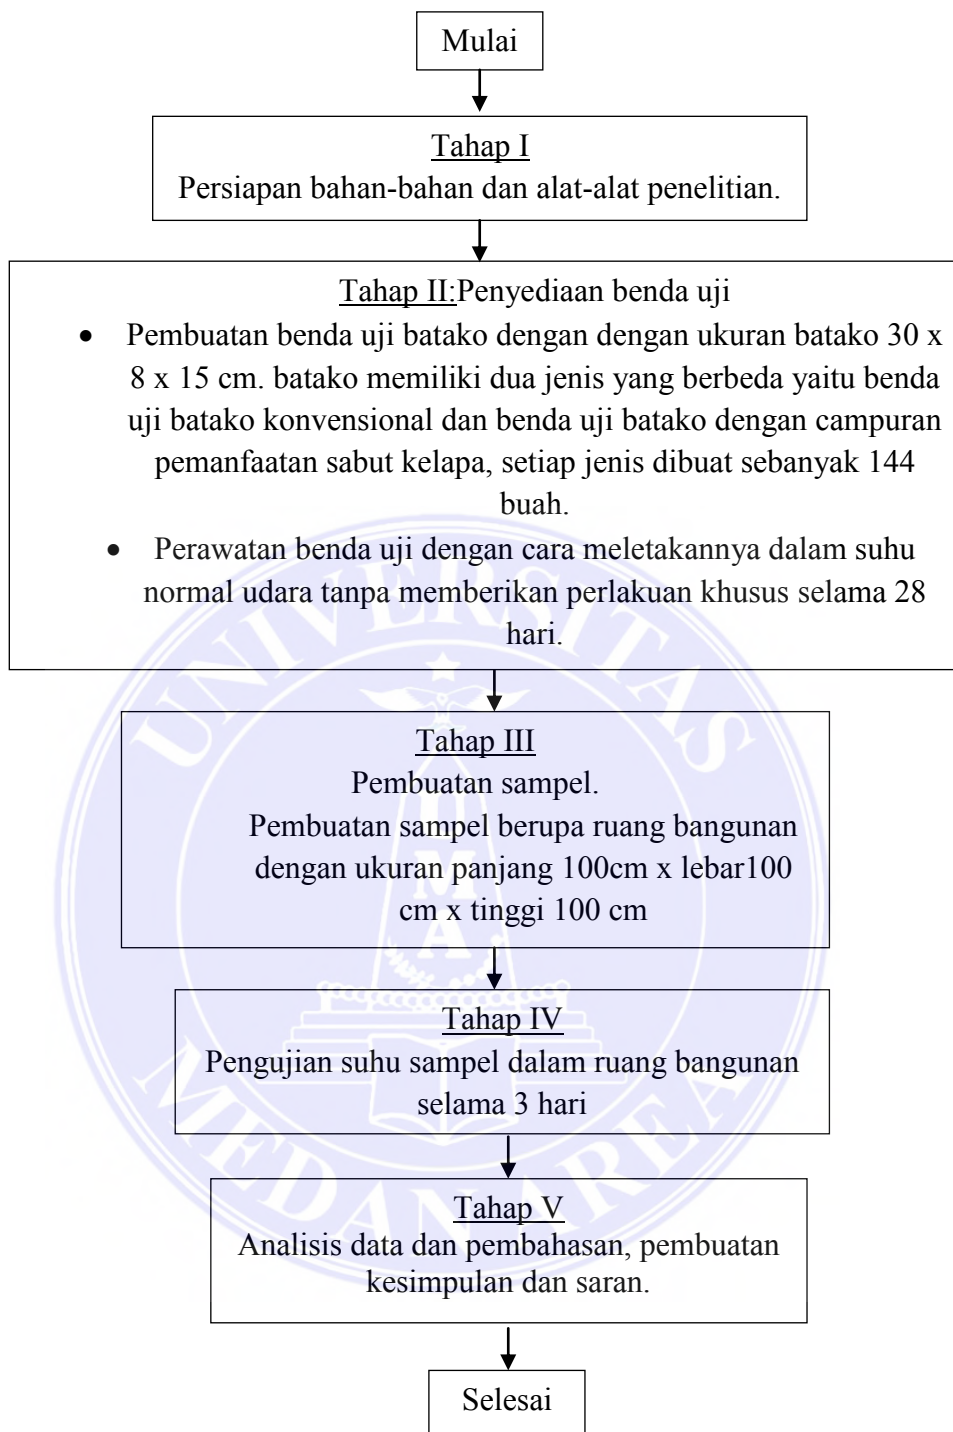 Mulai
Tahap I
Persiapan bahan-bahan dan alat-alat penelitian.
Tahap II:Penyediaan benda uji
• Pembuatan benda uji batako dengan dengan ukuran batako 30 x
8 x 15 cm. batako memiliki dua jenis yang berbeda yaitu benda
uji batako konvensional dan benda uji batako dengan campuran
pemanfaatan sabut kelapa, setiap jenis dibuat sebanyak 144
buah.
• Perawatan benda uji dengan cara meletakannya dalam suhu
normal udara tanpa memberikan perlakuan khusus selama 28
hari.
Tahap III
Pembuatan sampel.
Pembuatan sampel berupa ruang bangunan
dengan ukuran panjang 100cm x lebar100
cm x tinggi 100 cm
Tahap IV
Pengujian suhu sampel dalam ruang bangunan
selama 3 hari
Tahap V
Analisis data dan pembahasan, pembuatan
kesimpulan dan saran.
Selesai
UNIVERSITAS
UMA
MEDAN AREA